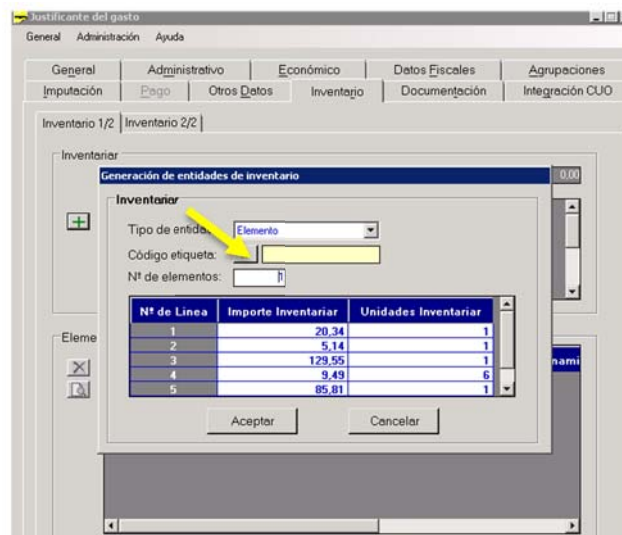 Justificante del gasto
General Administración Ayuda
General Administrativo Económico Datos Fiscales Agrupaciones
Imputación Pago Otros Datos Inventario Documentación Integración CUO
Inventario 1/2 Inventario 2/2
Inventariar
Generación de entidades de inventario 0,00
Inventariar
Tipo de entidad Elemento
Código etiqueta:
Nº de elementos: 1
Nº de Linea Importe Inventariar Unidades Inventariar
1 20,34 1
2 5,14 1
3 129,55 1
4 9,49 6
5 85,81 1
Eleme nami
Aceptar Cancelar